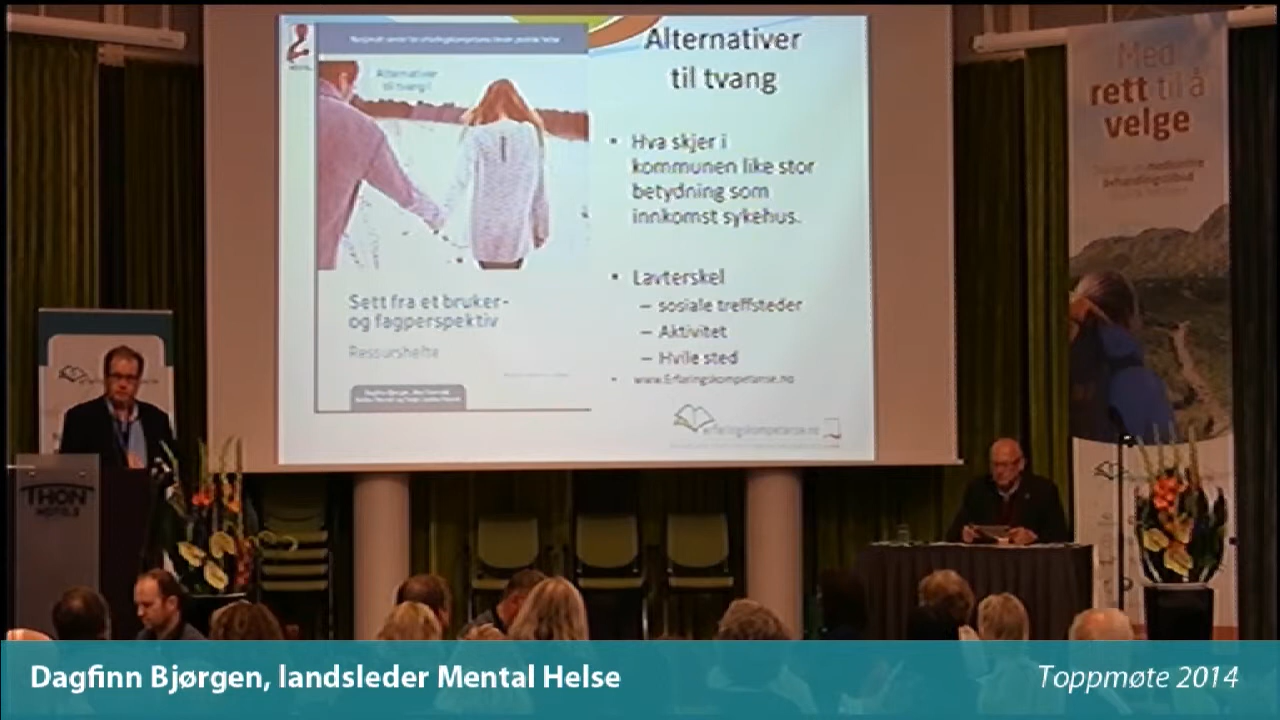 Alternativer
til tvang
Alternativer
til tvang!
• Hva skjer i
kommunen like stor
betydning som
innkomst sykehus.
• Lavterskel
– sosiale treffsteder
– Aktivitet
– Hvile sted
• www.Erfaringskompetanse.no
Sett fra et bruker-
og fagperspektiv
Ressurshefte
erfaringskompetanse.no
Med
rett til å
velge
THON
HOTELS
Dagfinn Bjørgen, landsleder Mental Helse
Toppmøte 2014